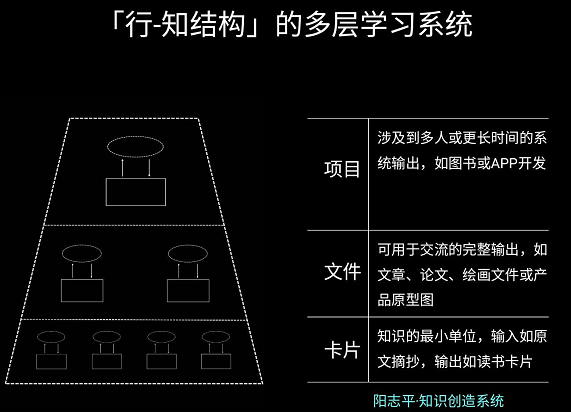 「行-知结构」的多层学习系统
项目
涉及到多人或更长时间的系
统输出，如图书或APP开发
文件
可用于交流的完整输出，如
文章、论文、绘画文件或产
品原型图
卡片
知识的最小单位，输入如原
文摘抄，输出如读书卡片
阳志平·知识创造系统